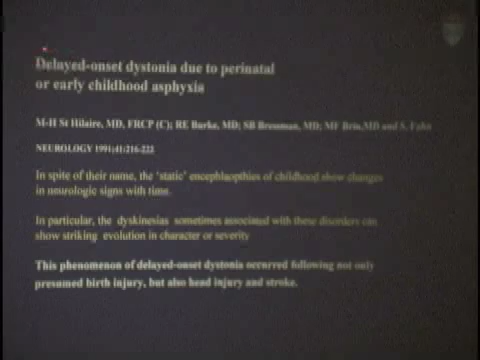 Delayed-onset dystonia due to perinatal
or early childhood asphyxia
M-H St Hilaire, MD, FRCP (C); RE Burke, MD; SB Bressman, MD; MF Brin,MD and S. Fahn
NEUROLOGY 1991;41:216-222
In spite of their name, the 'static' encephlaopthies of childhood show changes
in neurologic signs with time.
In particular, the dyskinesias sometimes associated with these disorders can
show striking evolution in character or severity
This phenomenon of delayed-onset dystonia occurred following not only
presumed birth injury, but also head injury and stroke.